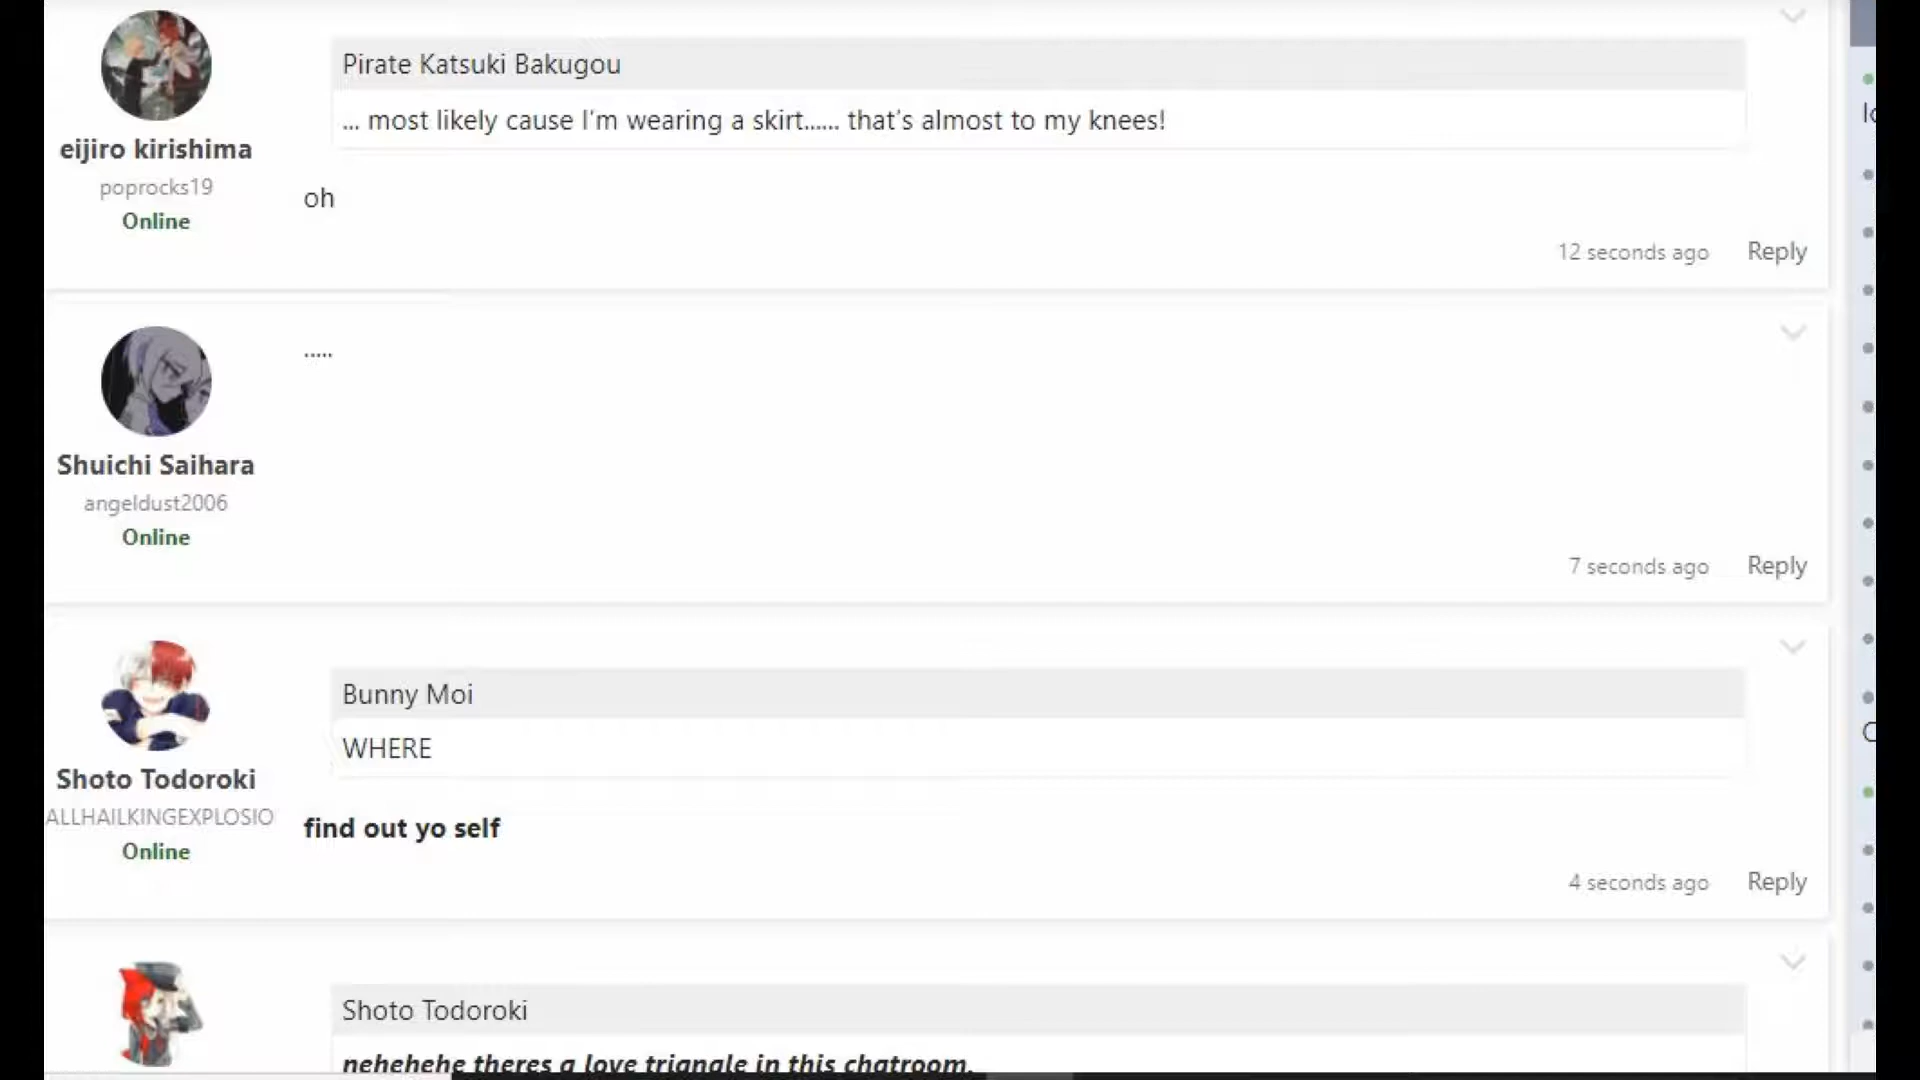 Pirate Katsuki Bakugou
... most likely cause I'm wearing a skirt...... that's almost to my knees!
eijiro kirishima
poprocks19
Online
oh
12 seconds ago Reply
.....
Shuichi Saihara
angeldust2006
Online
7 seconds ago Reply
Bunny Moi
WHERE
Shoto Todoroki
ALLHAILKINGEXPLOSIO
Online
find out yo self
4 seconds ago Reply
Shoto Todoroki
nehehehe theres a love triangle in this chatroom.